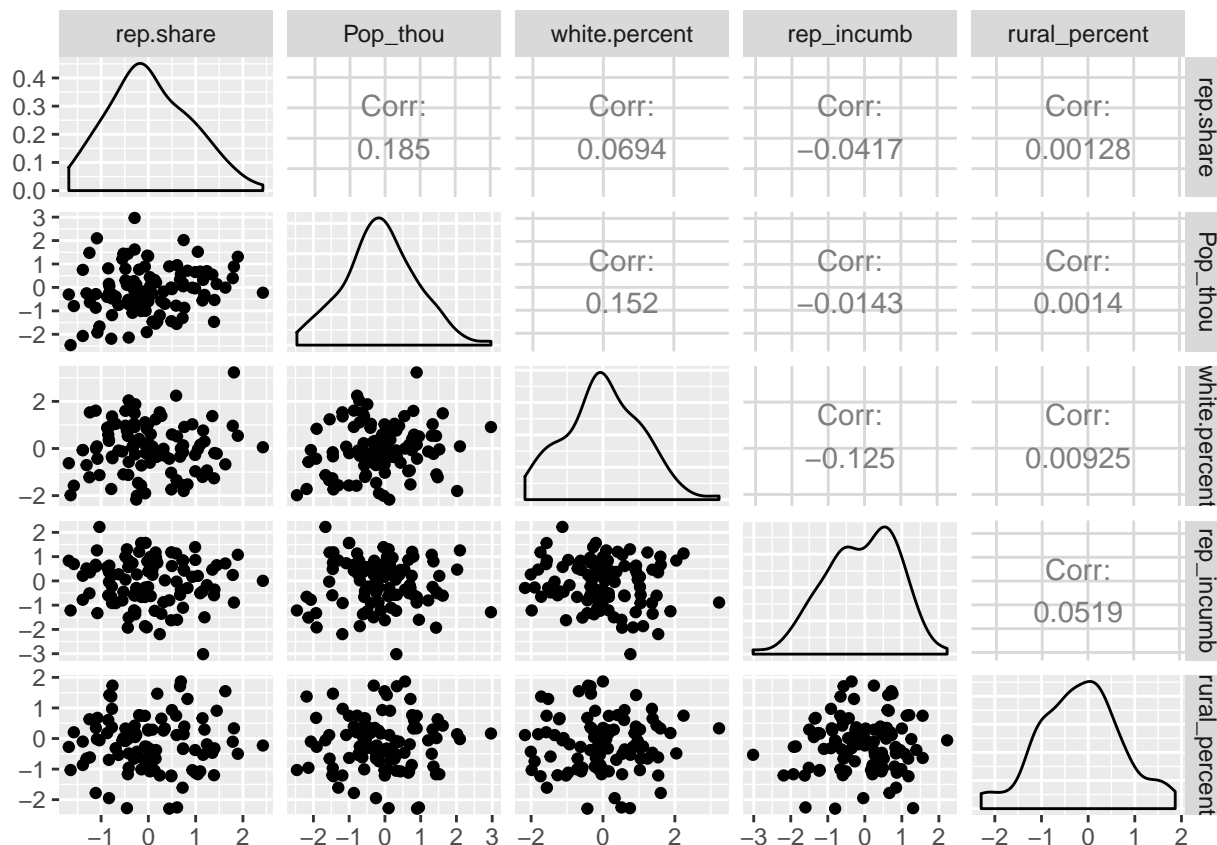 rep.share Pop_thou white.percent rep_incumb rural_percent
0.4
0.3
0.2
0.1
0.0
Corr: Corr: Corr: Corr:
0.185 0.0694 −0.0417 0.00128
rep.share
3
2
1
0
−1
−2
Corr: Corr: Corr:
0.152 −0.0143 0.0014
Pop_thou
2
0
−2
Corr: Corr:
−0.125 0.00925
white.percent
2
1
0
−1
−2
−3
Corr:
0.0519
rep_incumb
2
1
0
−1
−2
rural_percent
−1 0 1 2 −2 −1 0 1 2 3 −2 0 2 −3 −2 −1 0 1 2 −2 −1 0 1 2